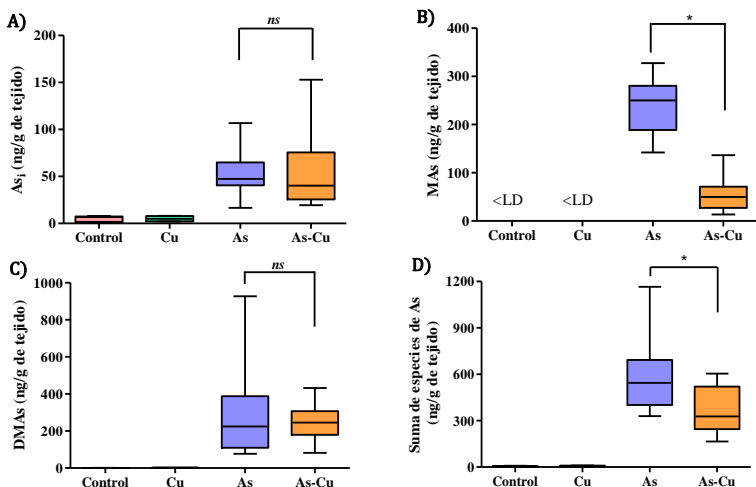 A)
ns
200
150
100
50
0
As_i (ng/g de tejido)
Control Cu As As-Cu
B)
*
400
300
200
100
0
MAs (ng/g de tejido)
<LD <LD
Control Cu As As-Cu
C)
ns
1000
800
600
400
200
0
DMAs (ng/g de tejido)
Control Cu As As-Cu
D)
*
1200
900
600
300
0
Suma de especies de As
(ng/g de tejido)
Control Cu As As-Cu